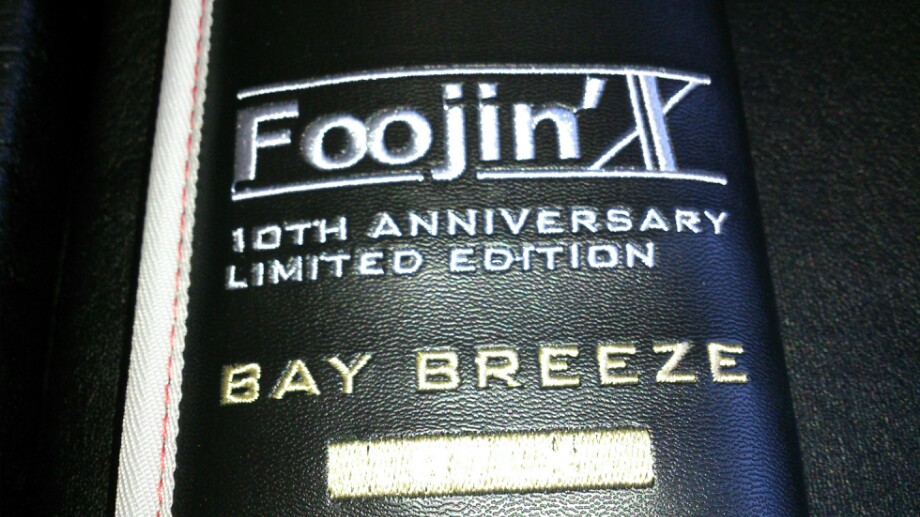 Foojin'X
10TH ANNIVERSARY
LIMITED EDITION
BAY BREEZE